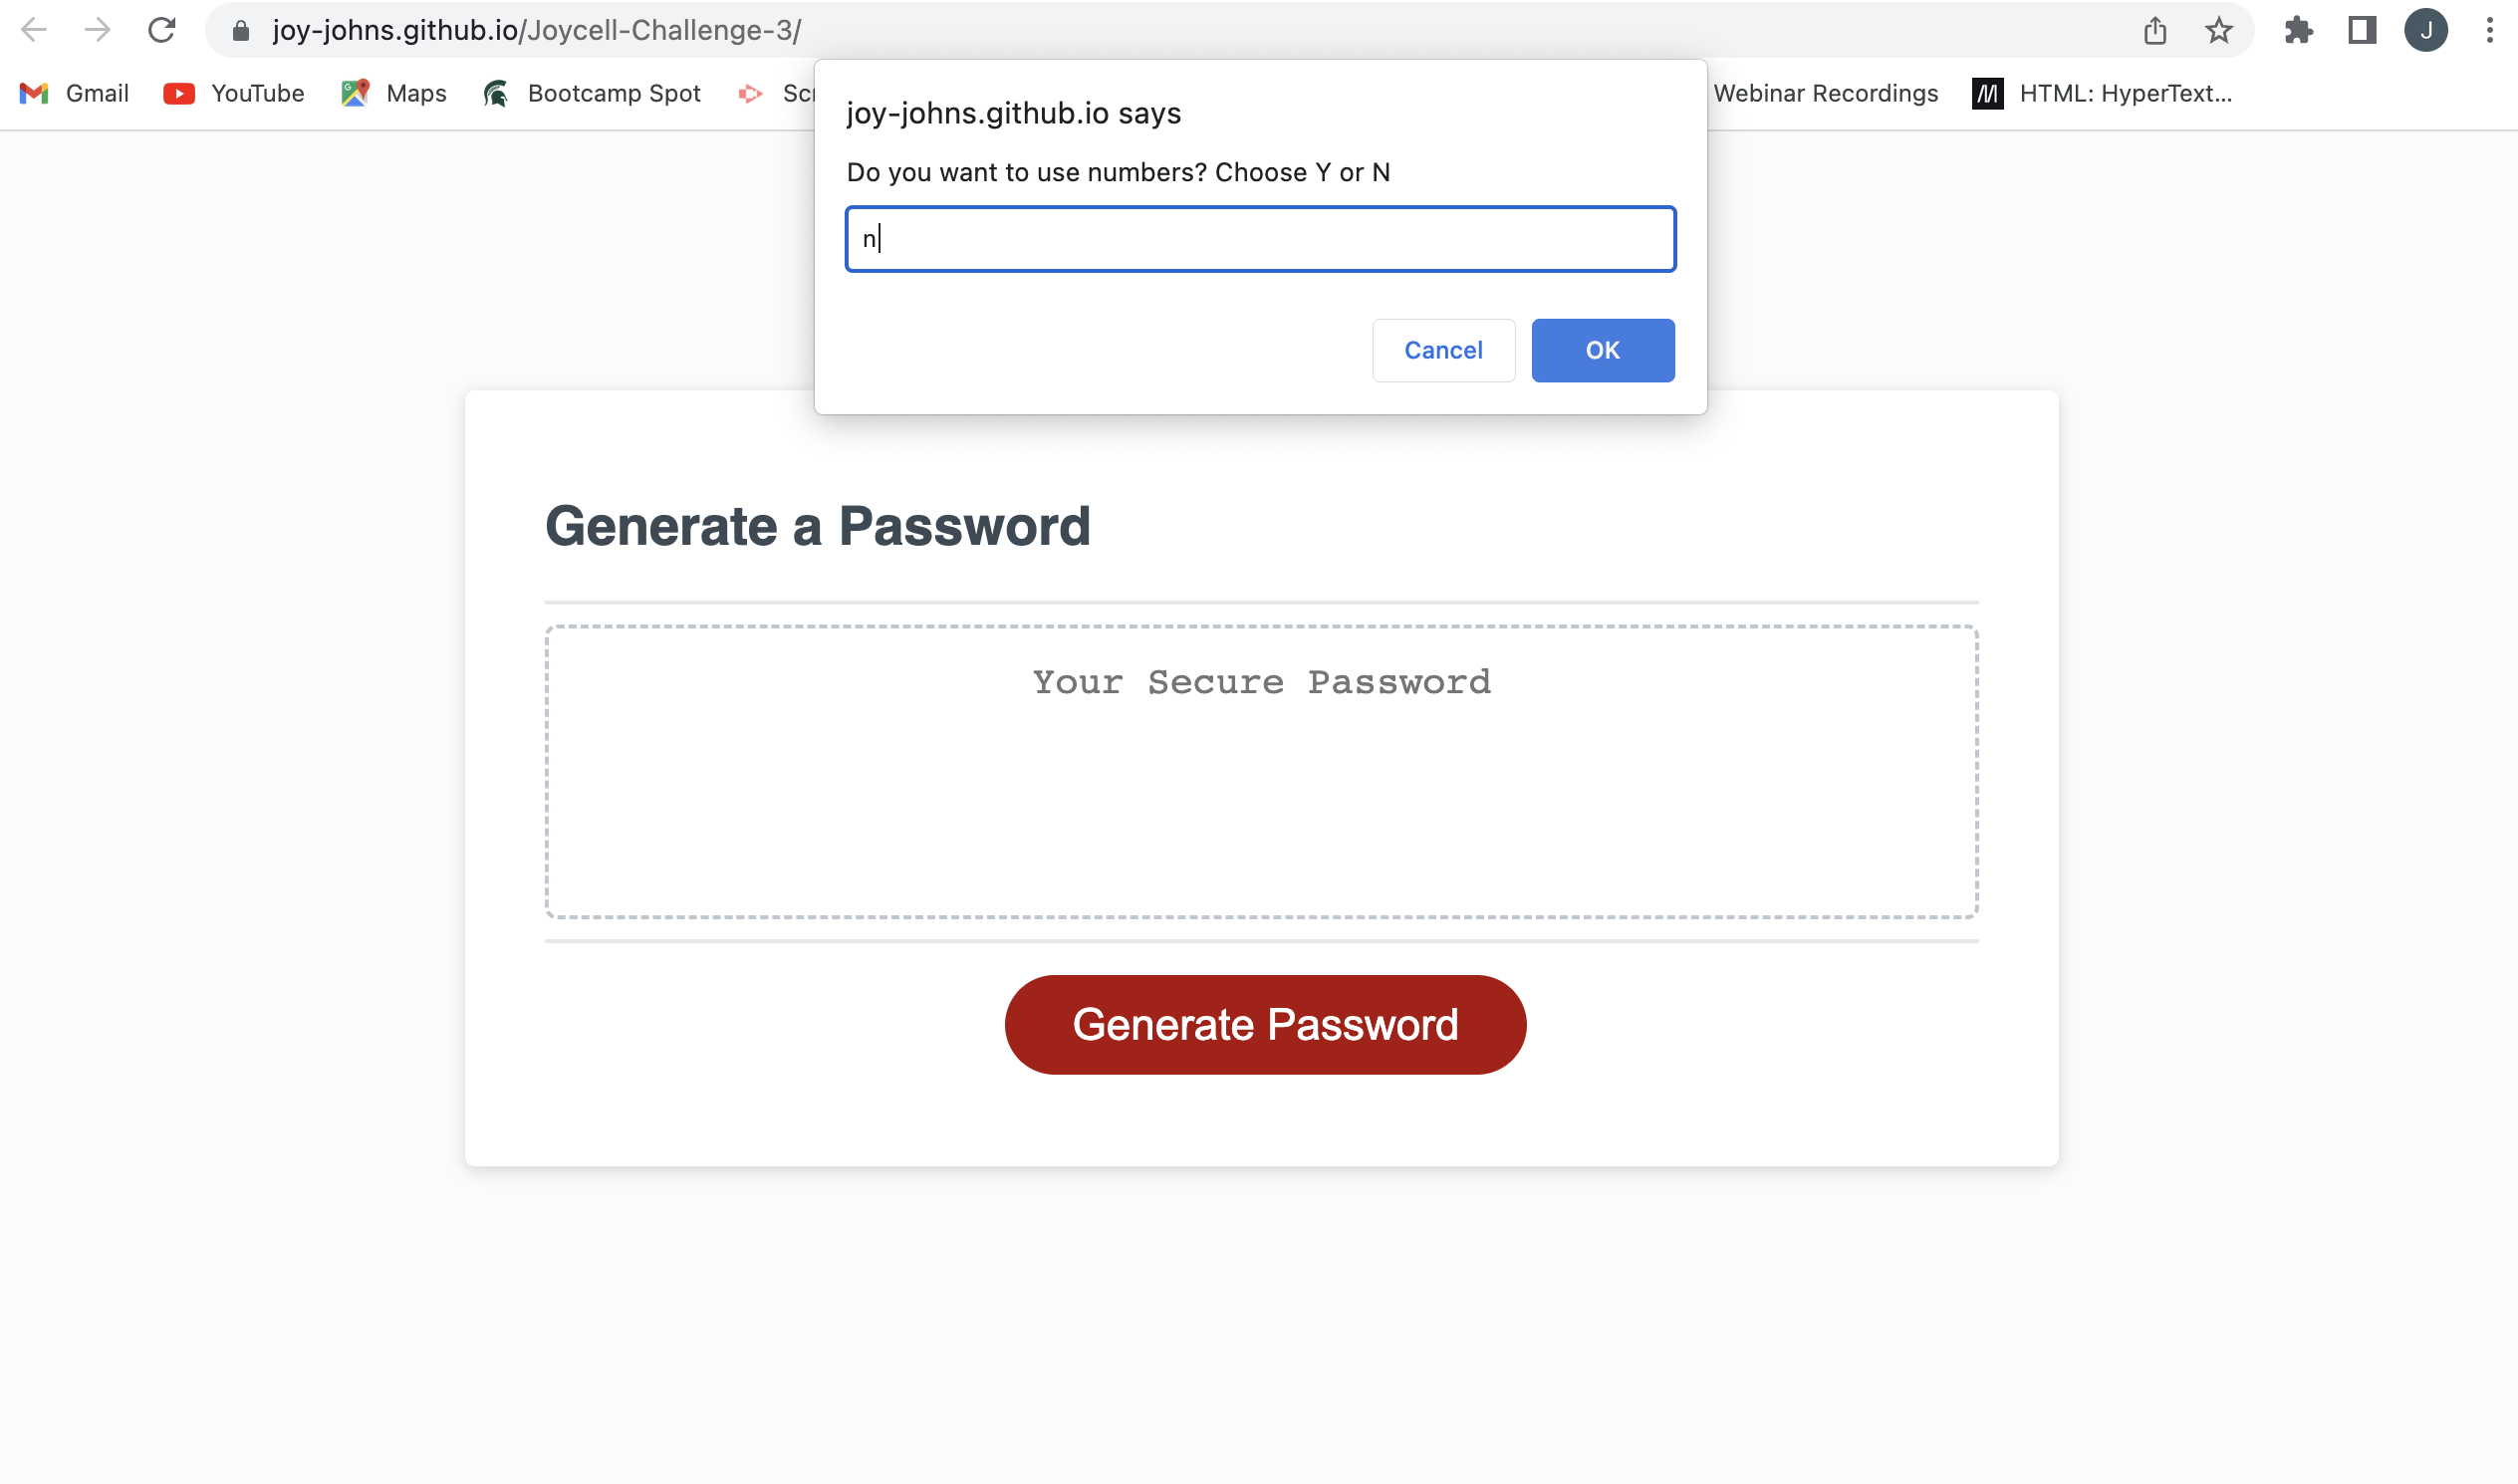 joy-johns.github.io/Joycell-Challenge-3/
J
Gmail YouTube Maps Bootcamp Spot Webinar Recordings HTML: HyperText...
joy-johns.github.io says
Do you want to use numbers? Choose Y or N
n
Cancel OK
Generate a Password
Your Secure Password
Generate Password